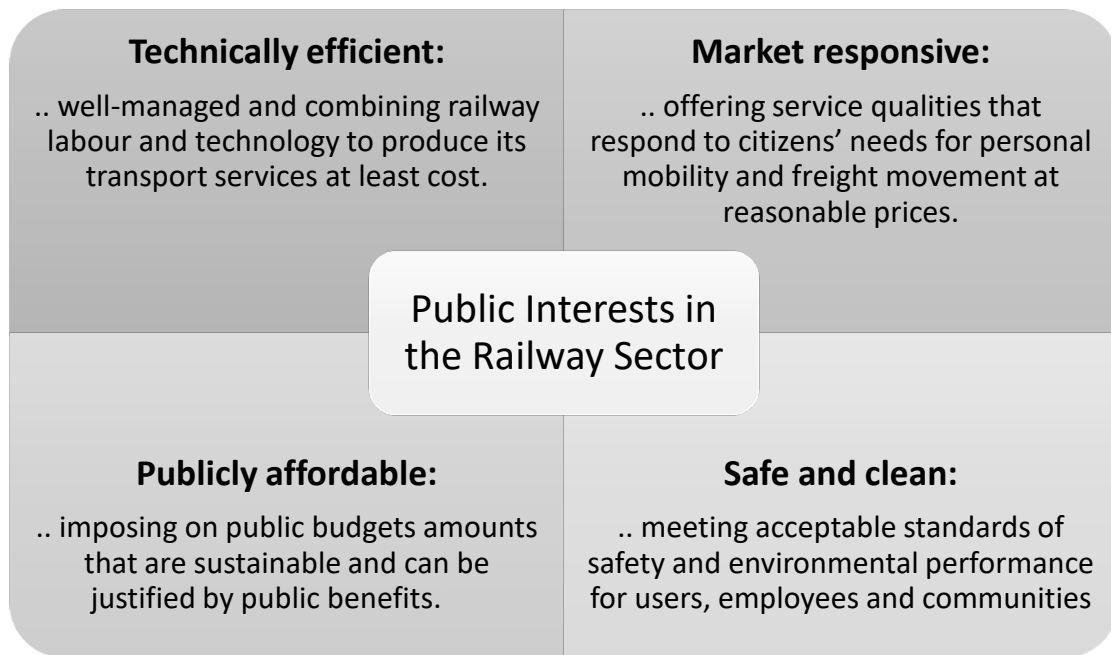 Technically efficient:
.. well-managed and combining railway
labour and technology to produce its
transport services at least cost.
Market responsive:
.. offering service qualities that
respond to citizens’ needs for personal
mobility and freight movement at
reasonable prices.
Public Interests in
the Railway Sector
Publicly affordable:
.. imposing on public budgets amounts
that are sustainable and can be
justified by public benefits.
Safe and clean:
.. meeting acceptable standards of
safety and environmental performance
for users, employees and communities